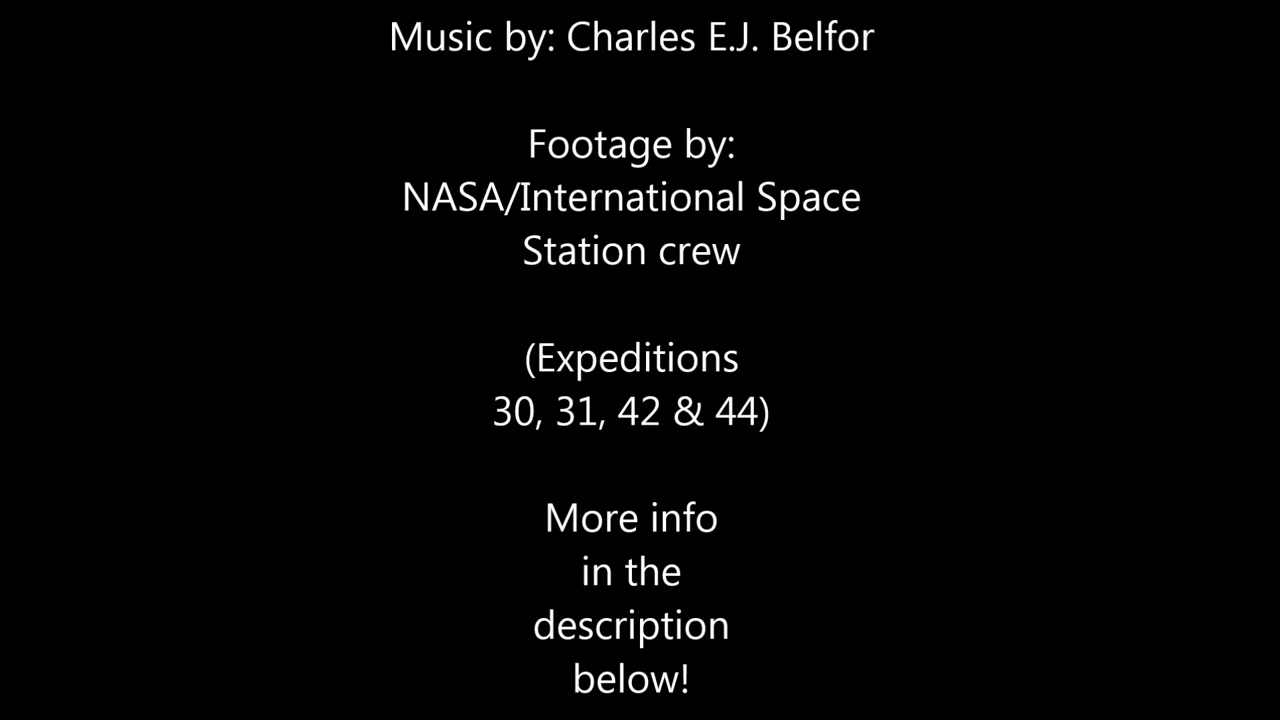 Music by: Charles E.J. Belfor
Footage by:
NASA/International Space
Station crew
(Expeditions
30, 31, 42 & 44)
More info
in the
description
below!